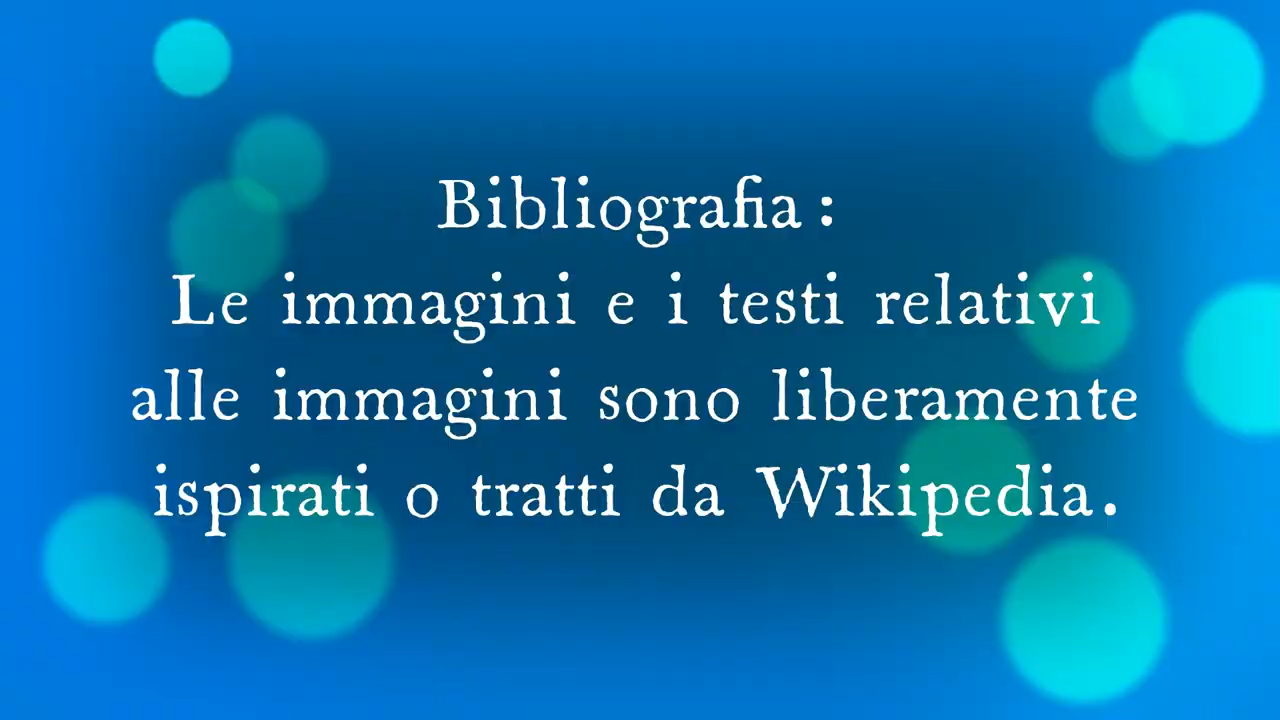 Bibliografia :
Le immagini e i testi relativi
alle immagini sono liberamente
ispirati o tratti da Wikipedia.